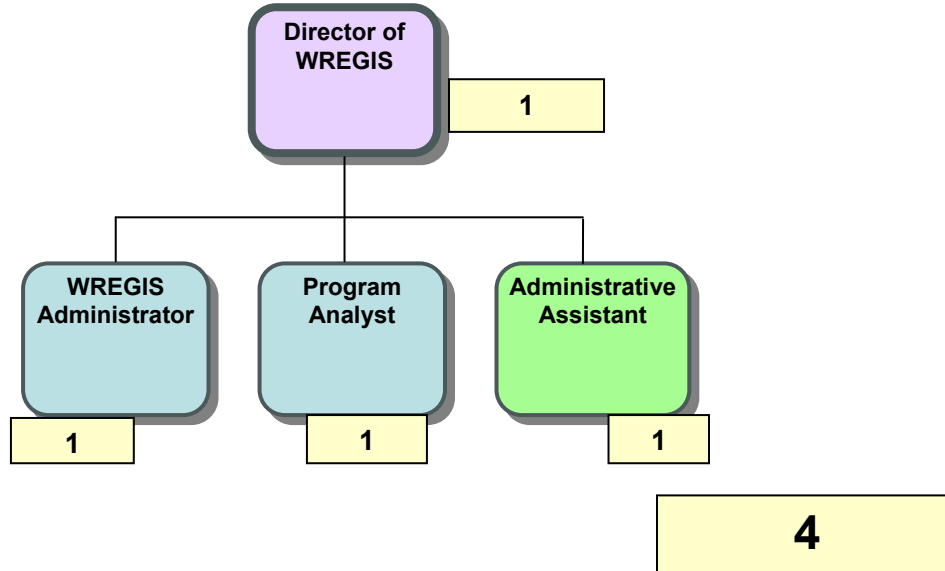 Director of
WREGIS
1
WREGIS
Administrator
Program
Analyst
Administrative
Assistant
1
1
1
4